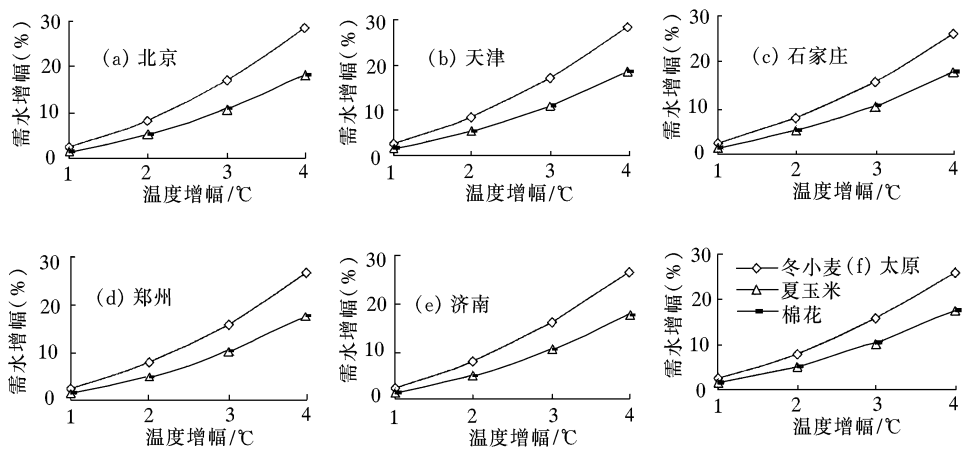 需水增幅(%)
30
20
10
0
(a) 北京
1 2 3 4
温度增幅/℃
需水增幅(%)
30
20
10
0
(b) 天津
1 2 3 4
温度增幅/℃
需水增幅(%)
30
20
10
0
(c) 石家庄
1 2 3 4
温度增幅/℃
需水增幅(%)
30
20
10
0
(d) 郑州
1 2 3 4
温度增幅/℃
需水增幅(%)
30
20
10
0
(e) 济南
1 2 3 4
温度增幅/℃
需水增幅(%)
30
20
10
0
冬小麦(f) 太原
夏玉米
棉花
1 2 3 4
温度增幅/℃